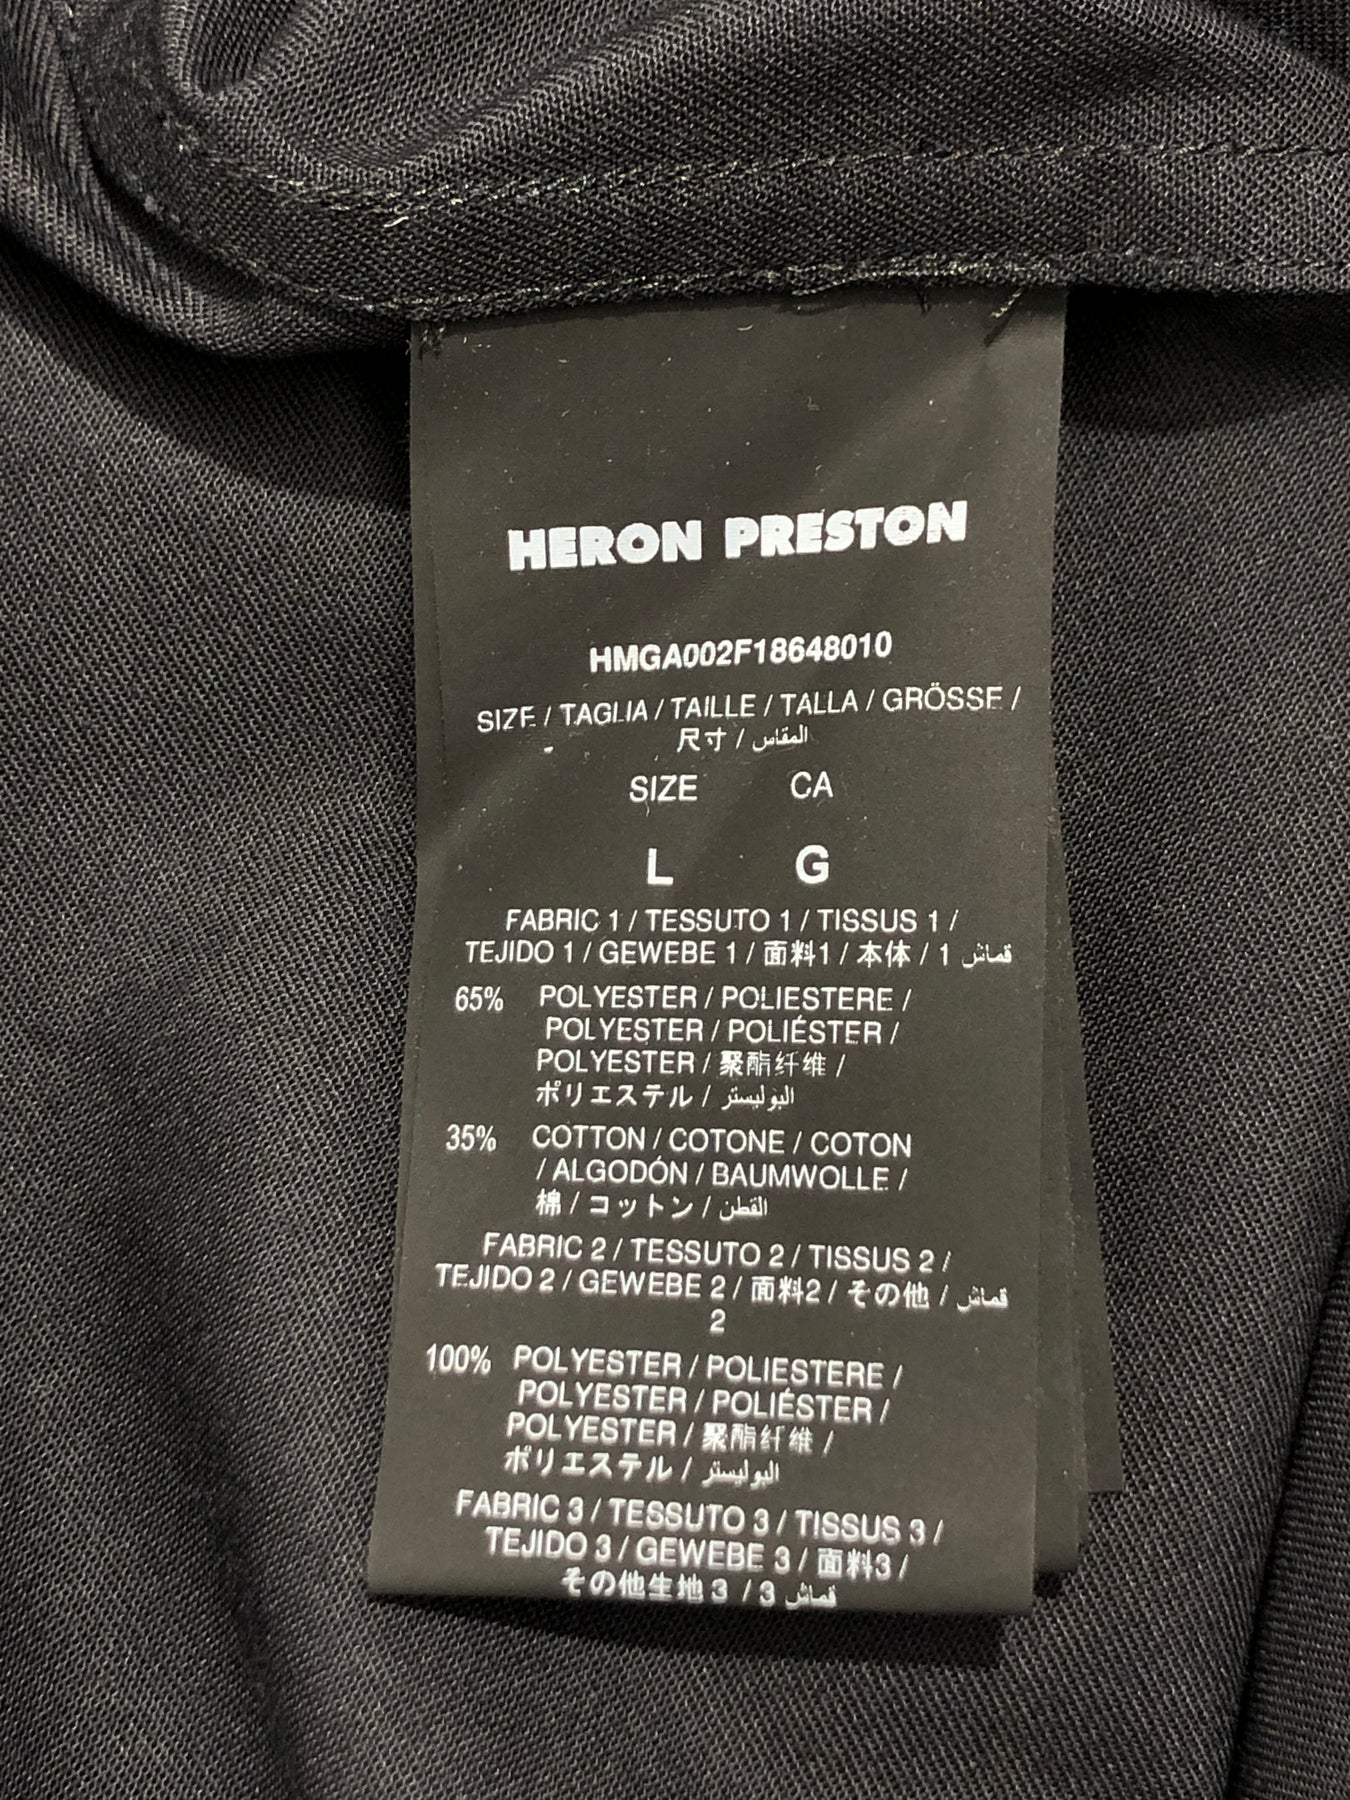 HERON PRESTON
HMGA002F18648010
SIZE / TAGLIA / TAILLE / TALLA / GRÖSSE /
尺寸 / المقاس
SIZE CA
L G
FABRIC 1 / TESSUTO 1 / TISSUS 1 /
TEJIDO 1 / GEWEBE 1 / 面料1 / 本体 / 1 قماش
65% POLYESTER / POLIESTERE /
POLYESTER / POLIÉSTER /
POLYESTER / 聚酯纤维 /
ポリエステル / البوليستر
35% COTTON / COTONE / COTON
/ ALGODÓN / BAUMWOLLE /
棉 / コットン / القطن
FABRIC 2 / TESSUTO 2 / TISSUS 2 /
TEJIDO 2 / GEWEBE 2 / 面料2 / その他 / قماش
2
100% POLYESTER / POLIESTERE /
POLYESTER / POLIÉSTER /
POLYESTER / 聚酯纤维 /
ポリエステル / البوليستر
FABRIC 3 / TESSUTO 3 / TISSUS 3 /
TEJIDO 3 / GEWEBE 3 / 面料3 /
その他生地3 / 3 قماش